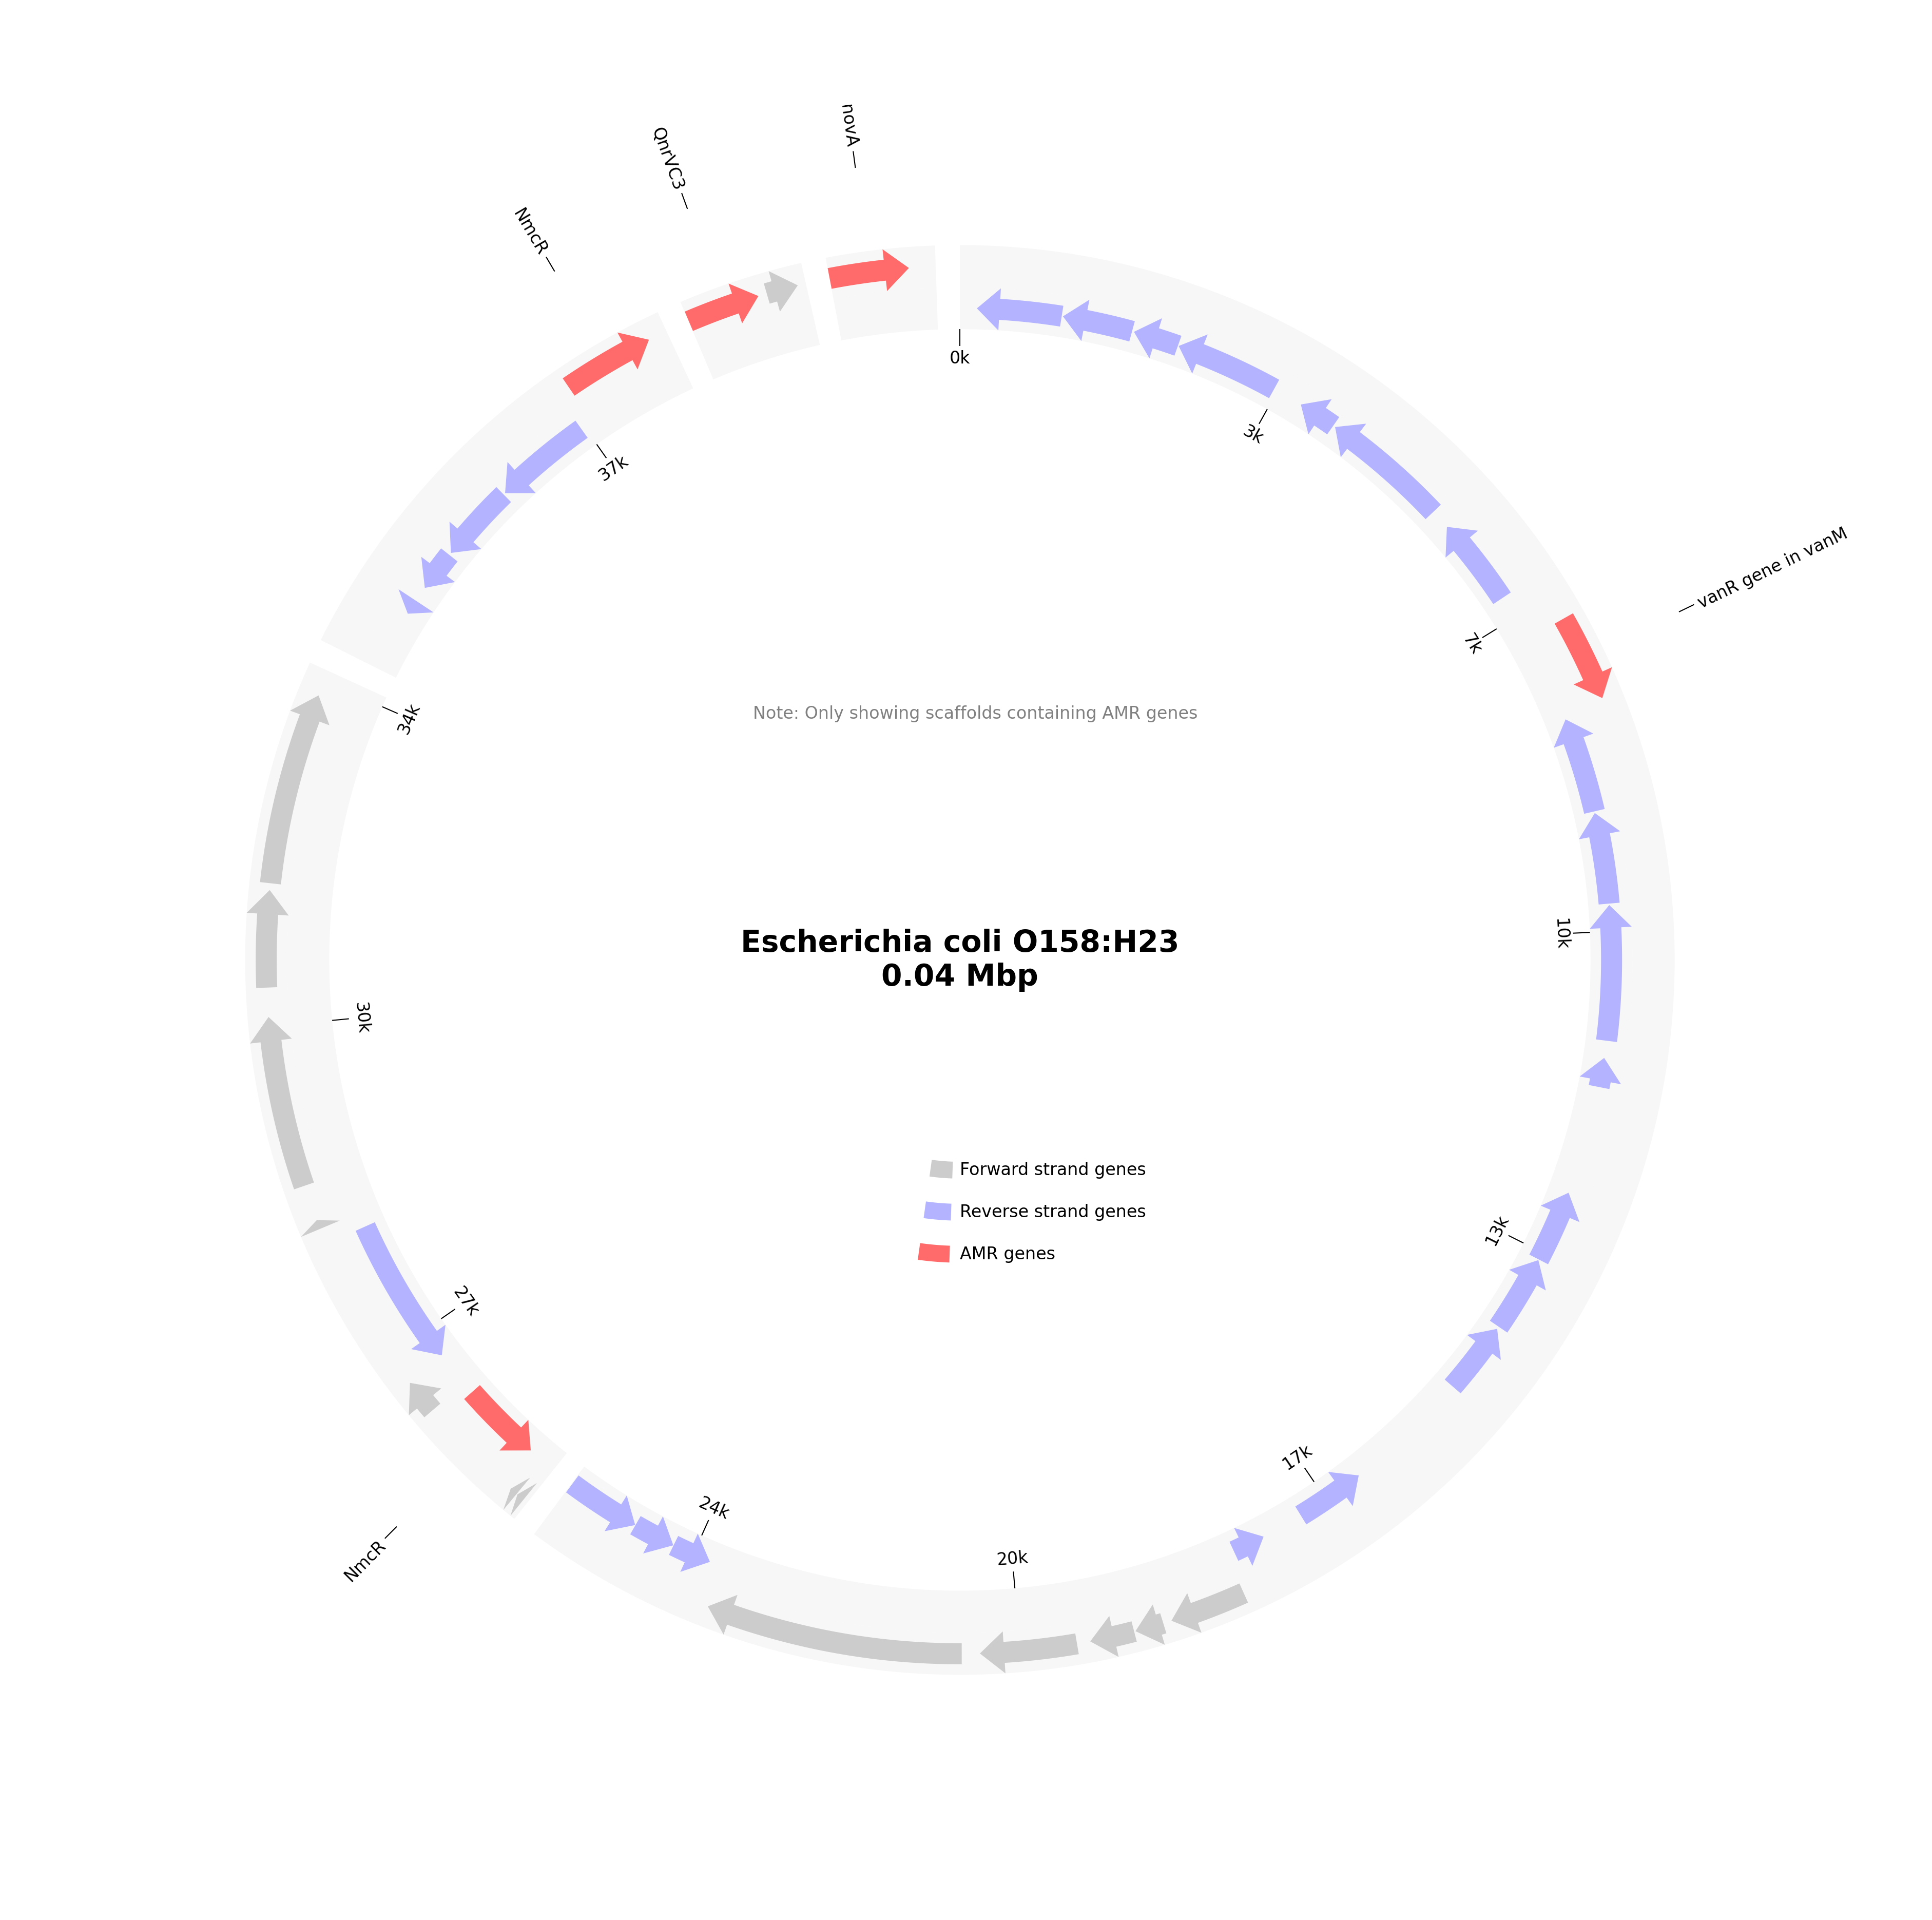 novA
QnrVC3
NmcR
0k
3k
37k
vanR gene in vanM
7k
34k
Note: Only showing scaffolds containing AMR genes
10k
Escherichia coli O158:H23
0.04 Mbp
30k
Forward strand genes
Reverse strand genes
13k
AMR genes
27k
17k
24k
20k
NmcR